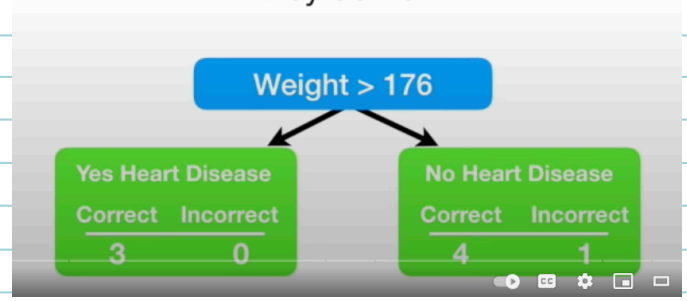 Weight > 176
Yes Heart Disease
Correct Incorrect
3 0
No Heart Disease
Correct Incorrect
4 1
CC